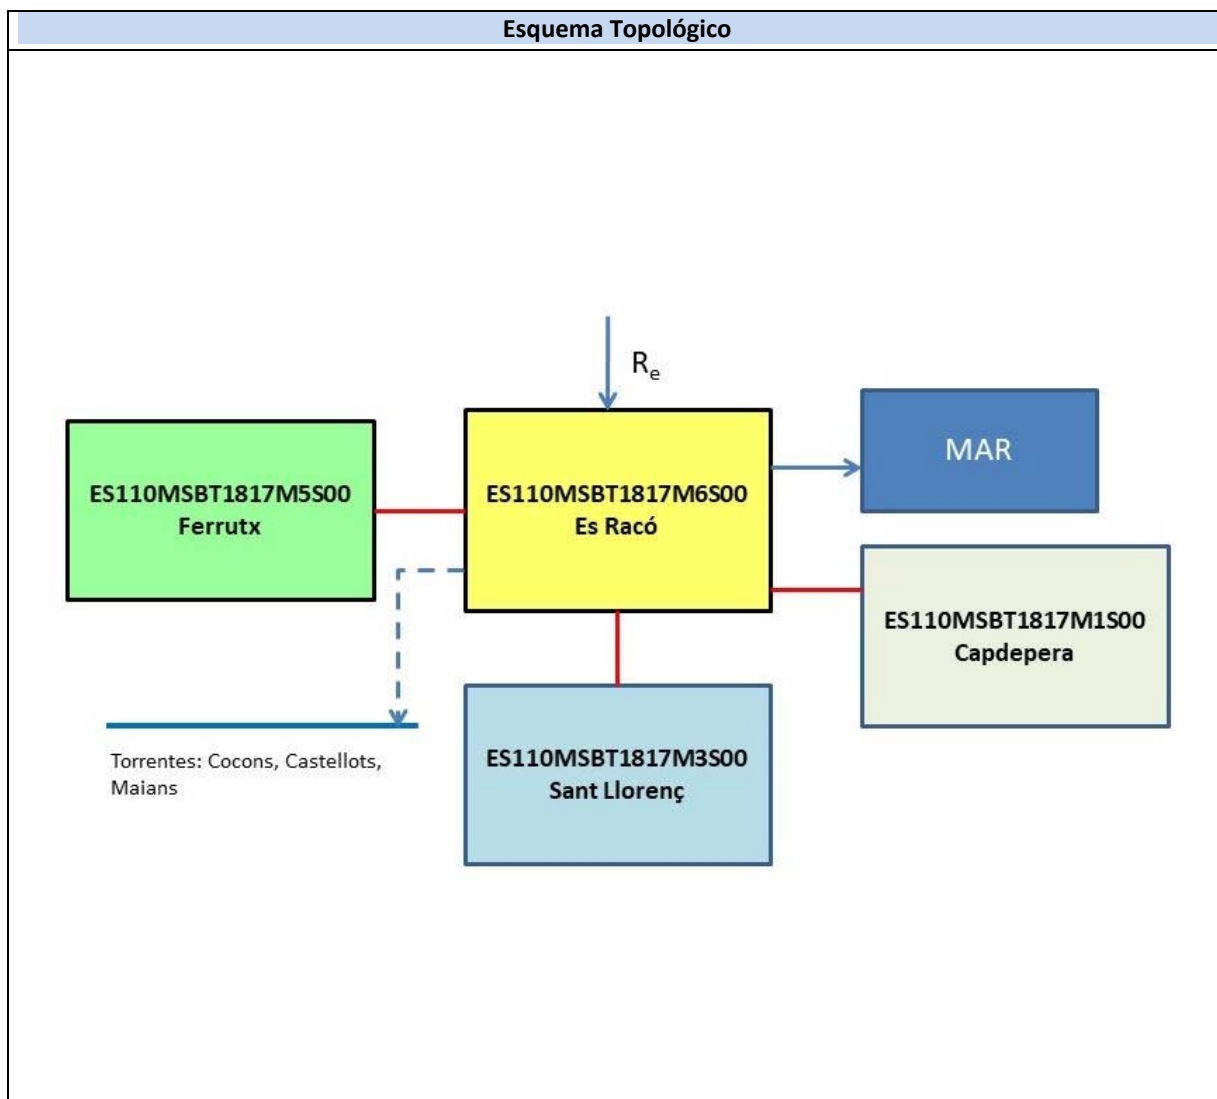 Esquema Topológico
Re
MAR
ES110MSBT1817M5S00
Ferrutx
ES110MSBT1817M6S00
Es Racó
ES110MSBT1817M1S00
Capdepera
ES110MSBT1817M3S00
Sant Llorenç
Torrentes: Cocons, Castellots,
Maians